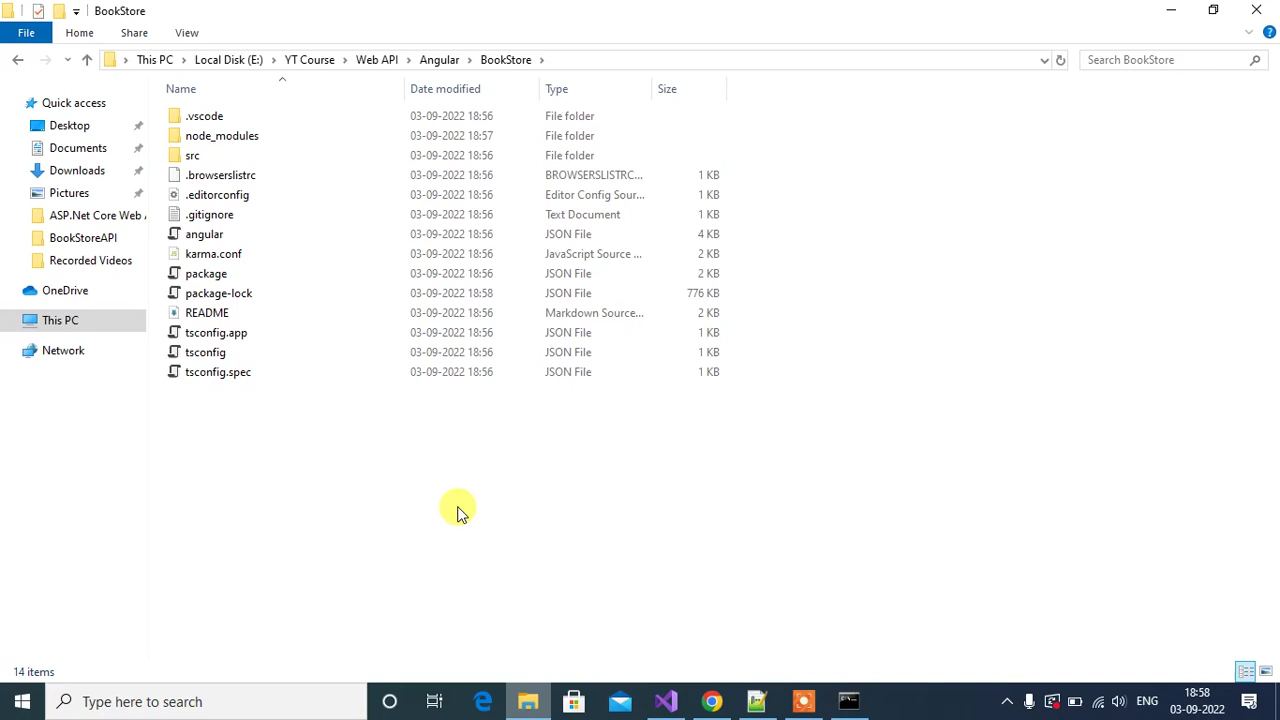 BookStore
File Home Share View
This PC Local Disk (E:) YT Course Web API Angular BookStore Search BookStore
Name Date modified Type Size
Quick access
Desktop
Documents
Downloads
Pictures
ASP.Net Core Web
BookStoreAPI
Recorded Videos
OneDrive
This PC
Network
.vscode 03-09-2022 18:56 File folder
node_modules 03-09-2022 18:57 File folder
src 03-09-2022 18:56 File folder
.browserslistrc 03-09-2022 18:56 BROWSERSLISTRC... 1 KB
.editorconfig 03-09-2022 18:56 Editor Config Sour... 1 KB
.gitignore 03-09-2022 18:56 Text Document 1 KB
angular 03-09-2022 18:56 JSON File 4 KB
karma.conf 03-09-2022 18:56 JavaScript Source ... 2 KB
package 03-09-2022 18:56 JSON File 2 KB
package-lock 03-09-2022 18:58 JSON File 776 KB
README 03-09-2022 18:56 Markdown Source... 2 KB
tsconfig.app 03-09-2022 18:56 JSON File 1 KB
tsconfig 03-09-2022 18:56 JSON File 1 KB
tsconfig.spec 03-09-2022 18:56 JSON File 1 KB
14 items
Type here to search
ENG
18:58
03-09-2022